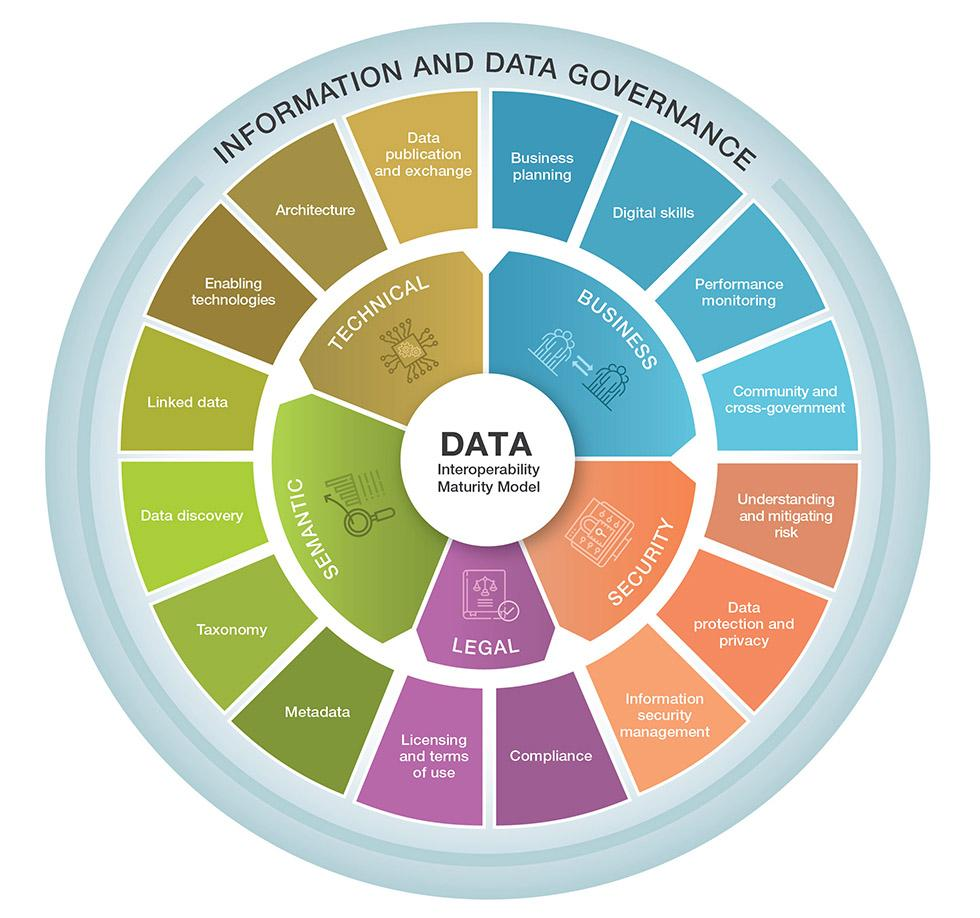 INFORMATION AND DATA GOVERNANCE
Data
publication
and exchange
Business
planning
Architecture
Digital skills
Enabling
technologies
Performance
monitoring
Linked data
Community and
cross-government
Data discovery
Understanding
and mitigating
risk
Taxonomy
Data
protection and
privacy
Metadata
Information
security
management
Licensing
and terms
of use
Compliance
TECHNICAL
BUSINESS
SEMANTIC
SECURITY
LEGAL
DATA
Interoperability
Maturity Model